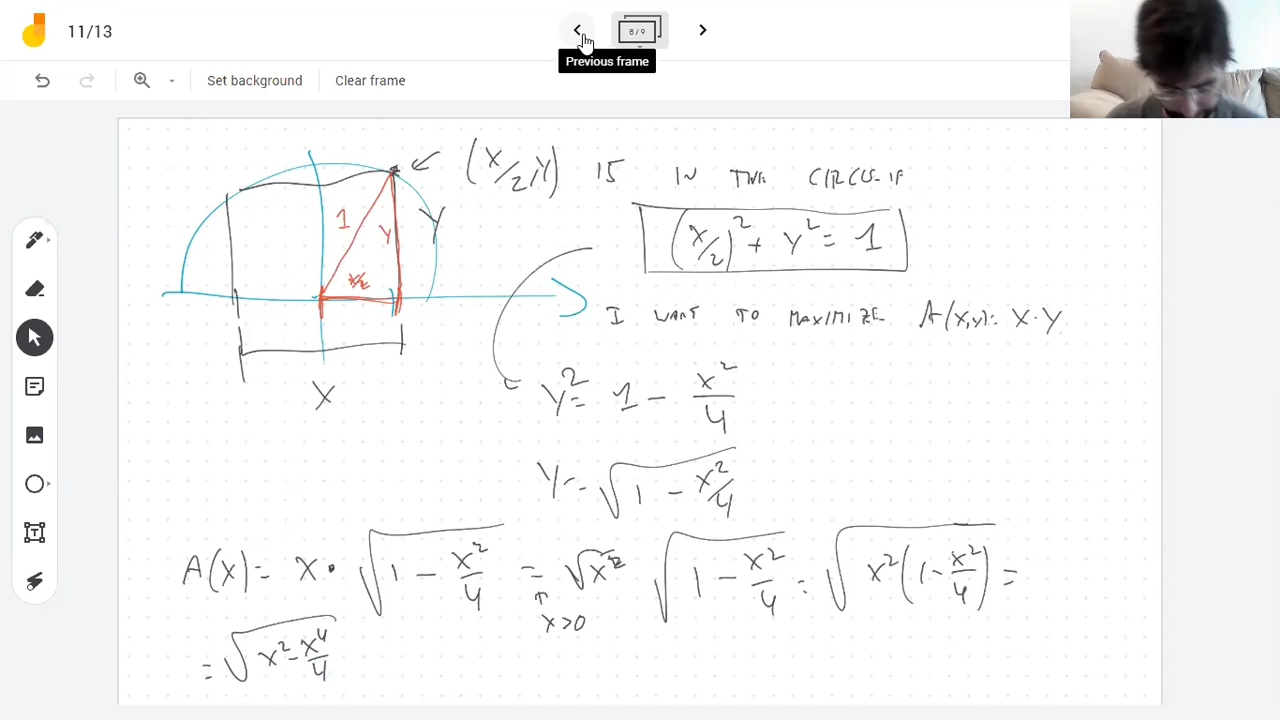 11/13
8/9
Previous frame
Set background
Clear frame
(X/2, Y) IS IN THE CIRCLE IF
(X/2)² + Y² = 1
1
Y
Y
X/2
X
I WANT TO MAXIMIZE A(X,Y) = X·Y
Y² = 1 - X²/4
Y = √(1 - X²/4)
A(X) = X · √(1 - X²/4) = √X² √(1 - X²/4) = √(X²(1 - X²/4)) =
↑
X>0
= √(X² - X⁴/4)